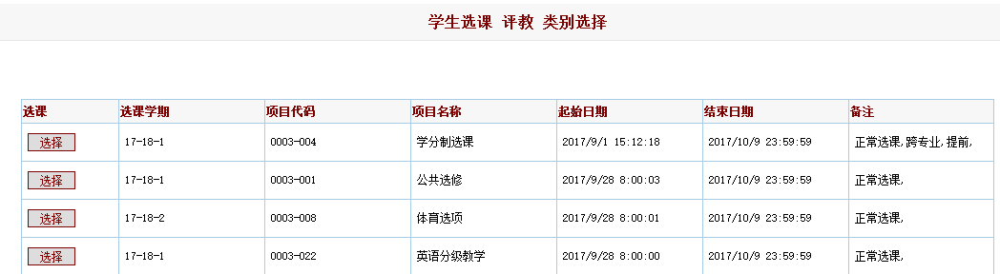 学生选课 评教 类别选择
选课 选课学期 项目代码 项目名称 起始日期 结束日期 备注
选择 17-18-1 0003-004 学分制选课 2017/9/1 15:12:18 2017/10/9 23:59:59 正常选课,跨专业,提前,
选择 17-18-1 0003-001 公共选修 2017/9/28 8:00:03 2017/10/9 23:59:59 正常选课,
选择 17-18-2 0003-008 体育选项 2017/9/28 8:00:01 2017/10/9 23:59:59 正常选课,
选择 17-18-1 0003-022 英语分级教学 2017/9/28 8:00:00 2017/10/9 23:59:59 正常选课,